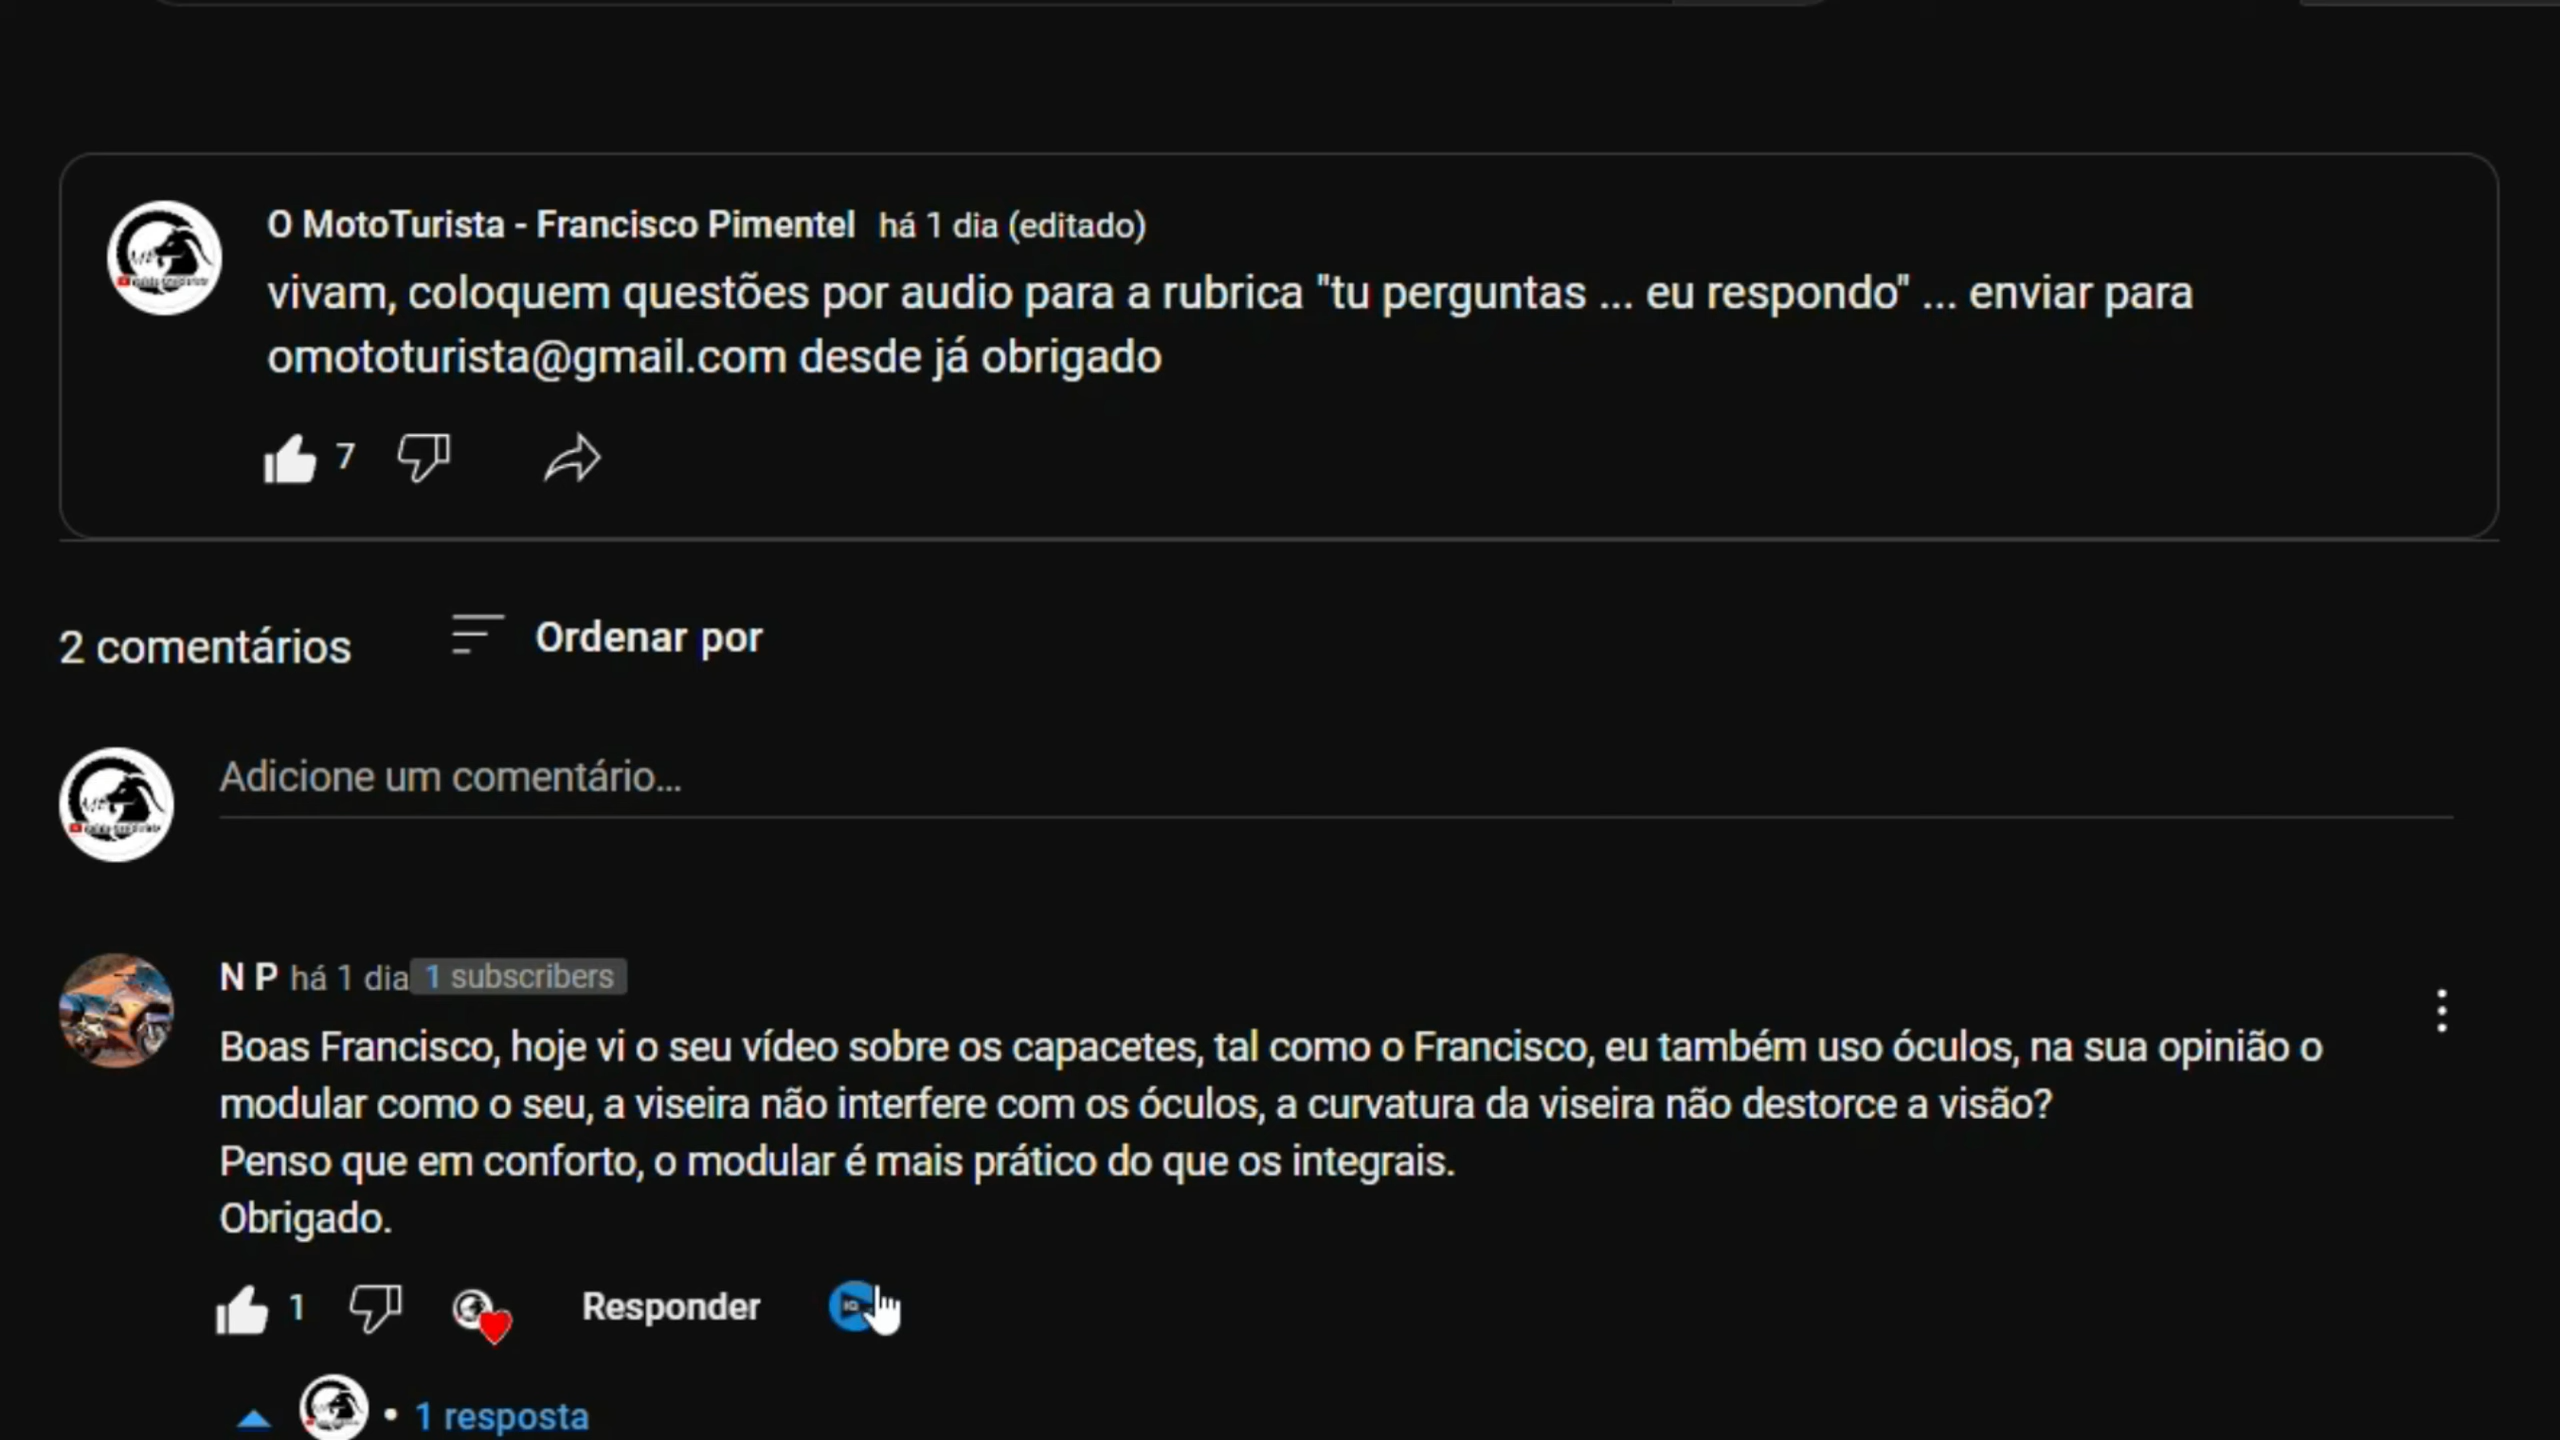 O MotoTurista - Francisco Pimentel há 1 dia (editado)
vivam, coloquem questões por audio para a rubrica "tu perguntas ... eu respondo" ... enviar para
omototurista@gmail.com desde já obrigado
7
2 comentários Ordenar por
Adicione um comentário...
N P há 1 dia 1 subscribers
Boas Francisco, hoje vi o seu vídeo sobre os capacetes, tal como o Francisco, eu também uso óculos, na sua opinião o
modular como o seu, a viseira não interfere com os óculos, a curvatura da viseira não destorce a visão?
Penso que em conforto, o modular é mais prático do que os integrais.
Obrigado.
1 Responder
• 1 resposta